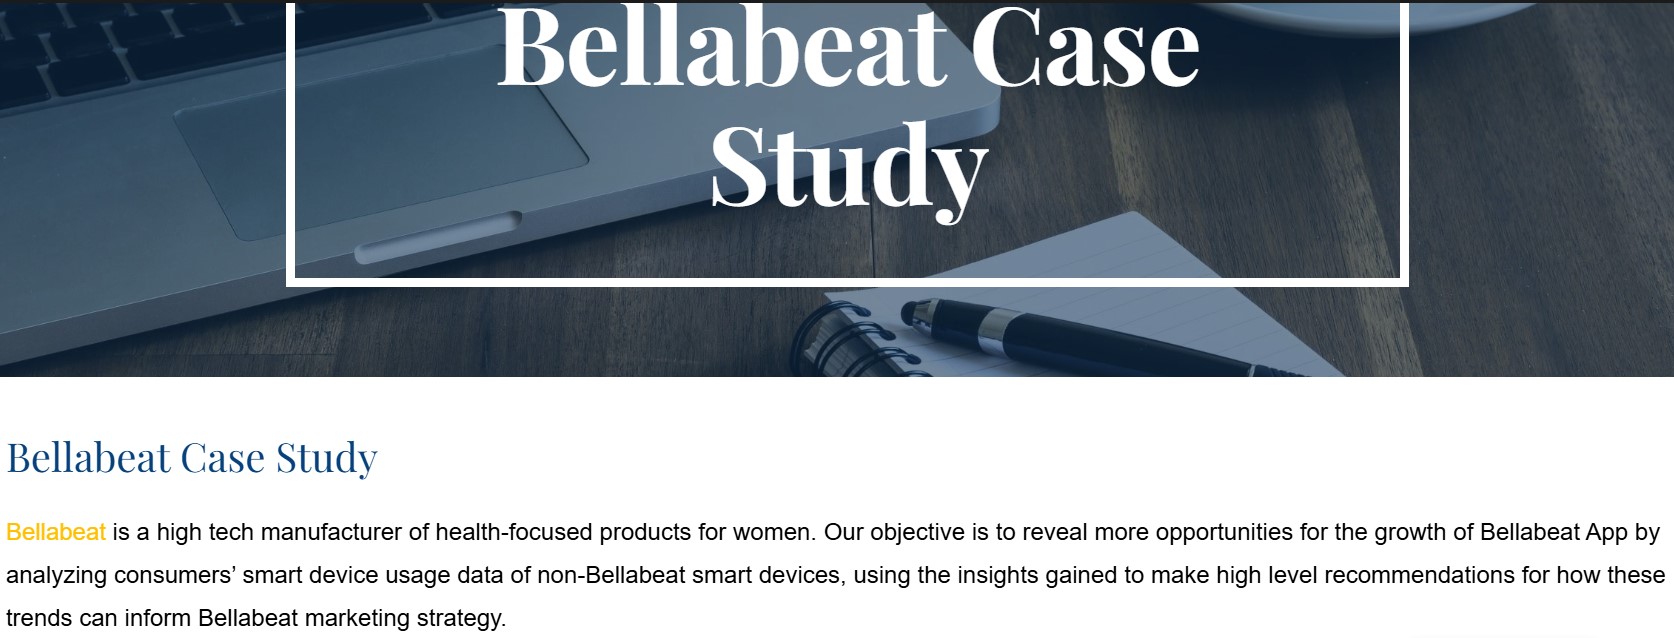 Bellabeat Case
Study
Bellabeat Case Study
Bellabeat is a high tech manufacturer of health-focused products for women. Our objective is to reveal more opportunities for the growth of Bellabeat App by
analyzing consumers’ smart device usage data of non-Bellabeat smart devices, using the insights gained to make high level recommendations for how these
trends can inform Bellabeat marketing strategy.